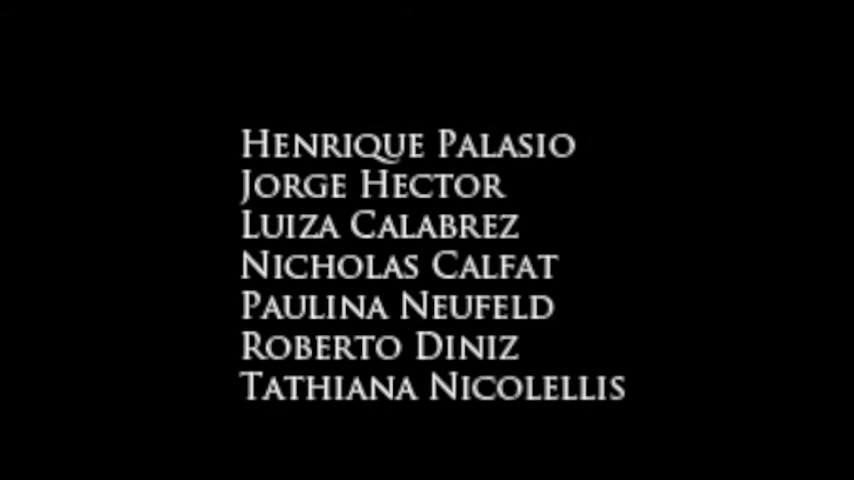 Henrique Palasio
Jorge Hector
Luiza Calabrez
Nicholas Calfat
Paulina Neufeld
Roberto Diniz
Tathiana Nicolellis